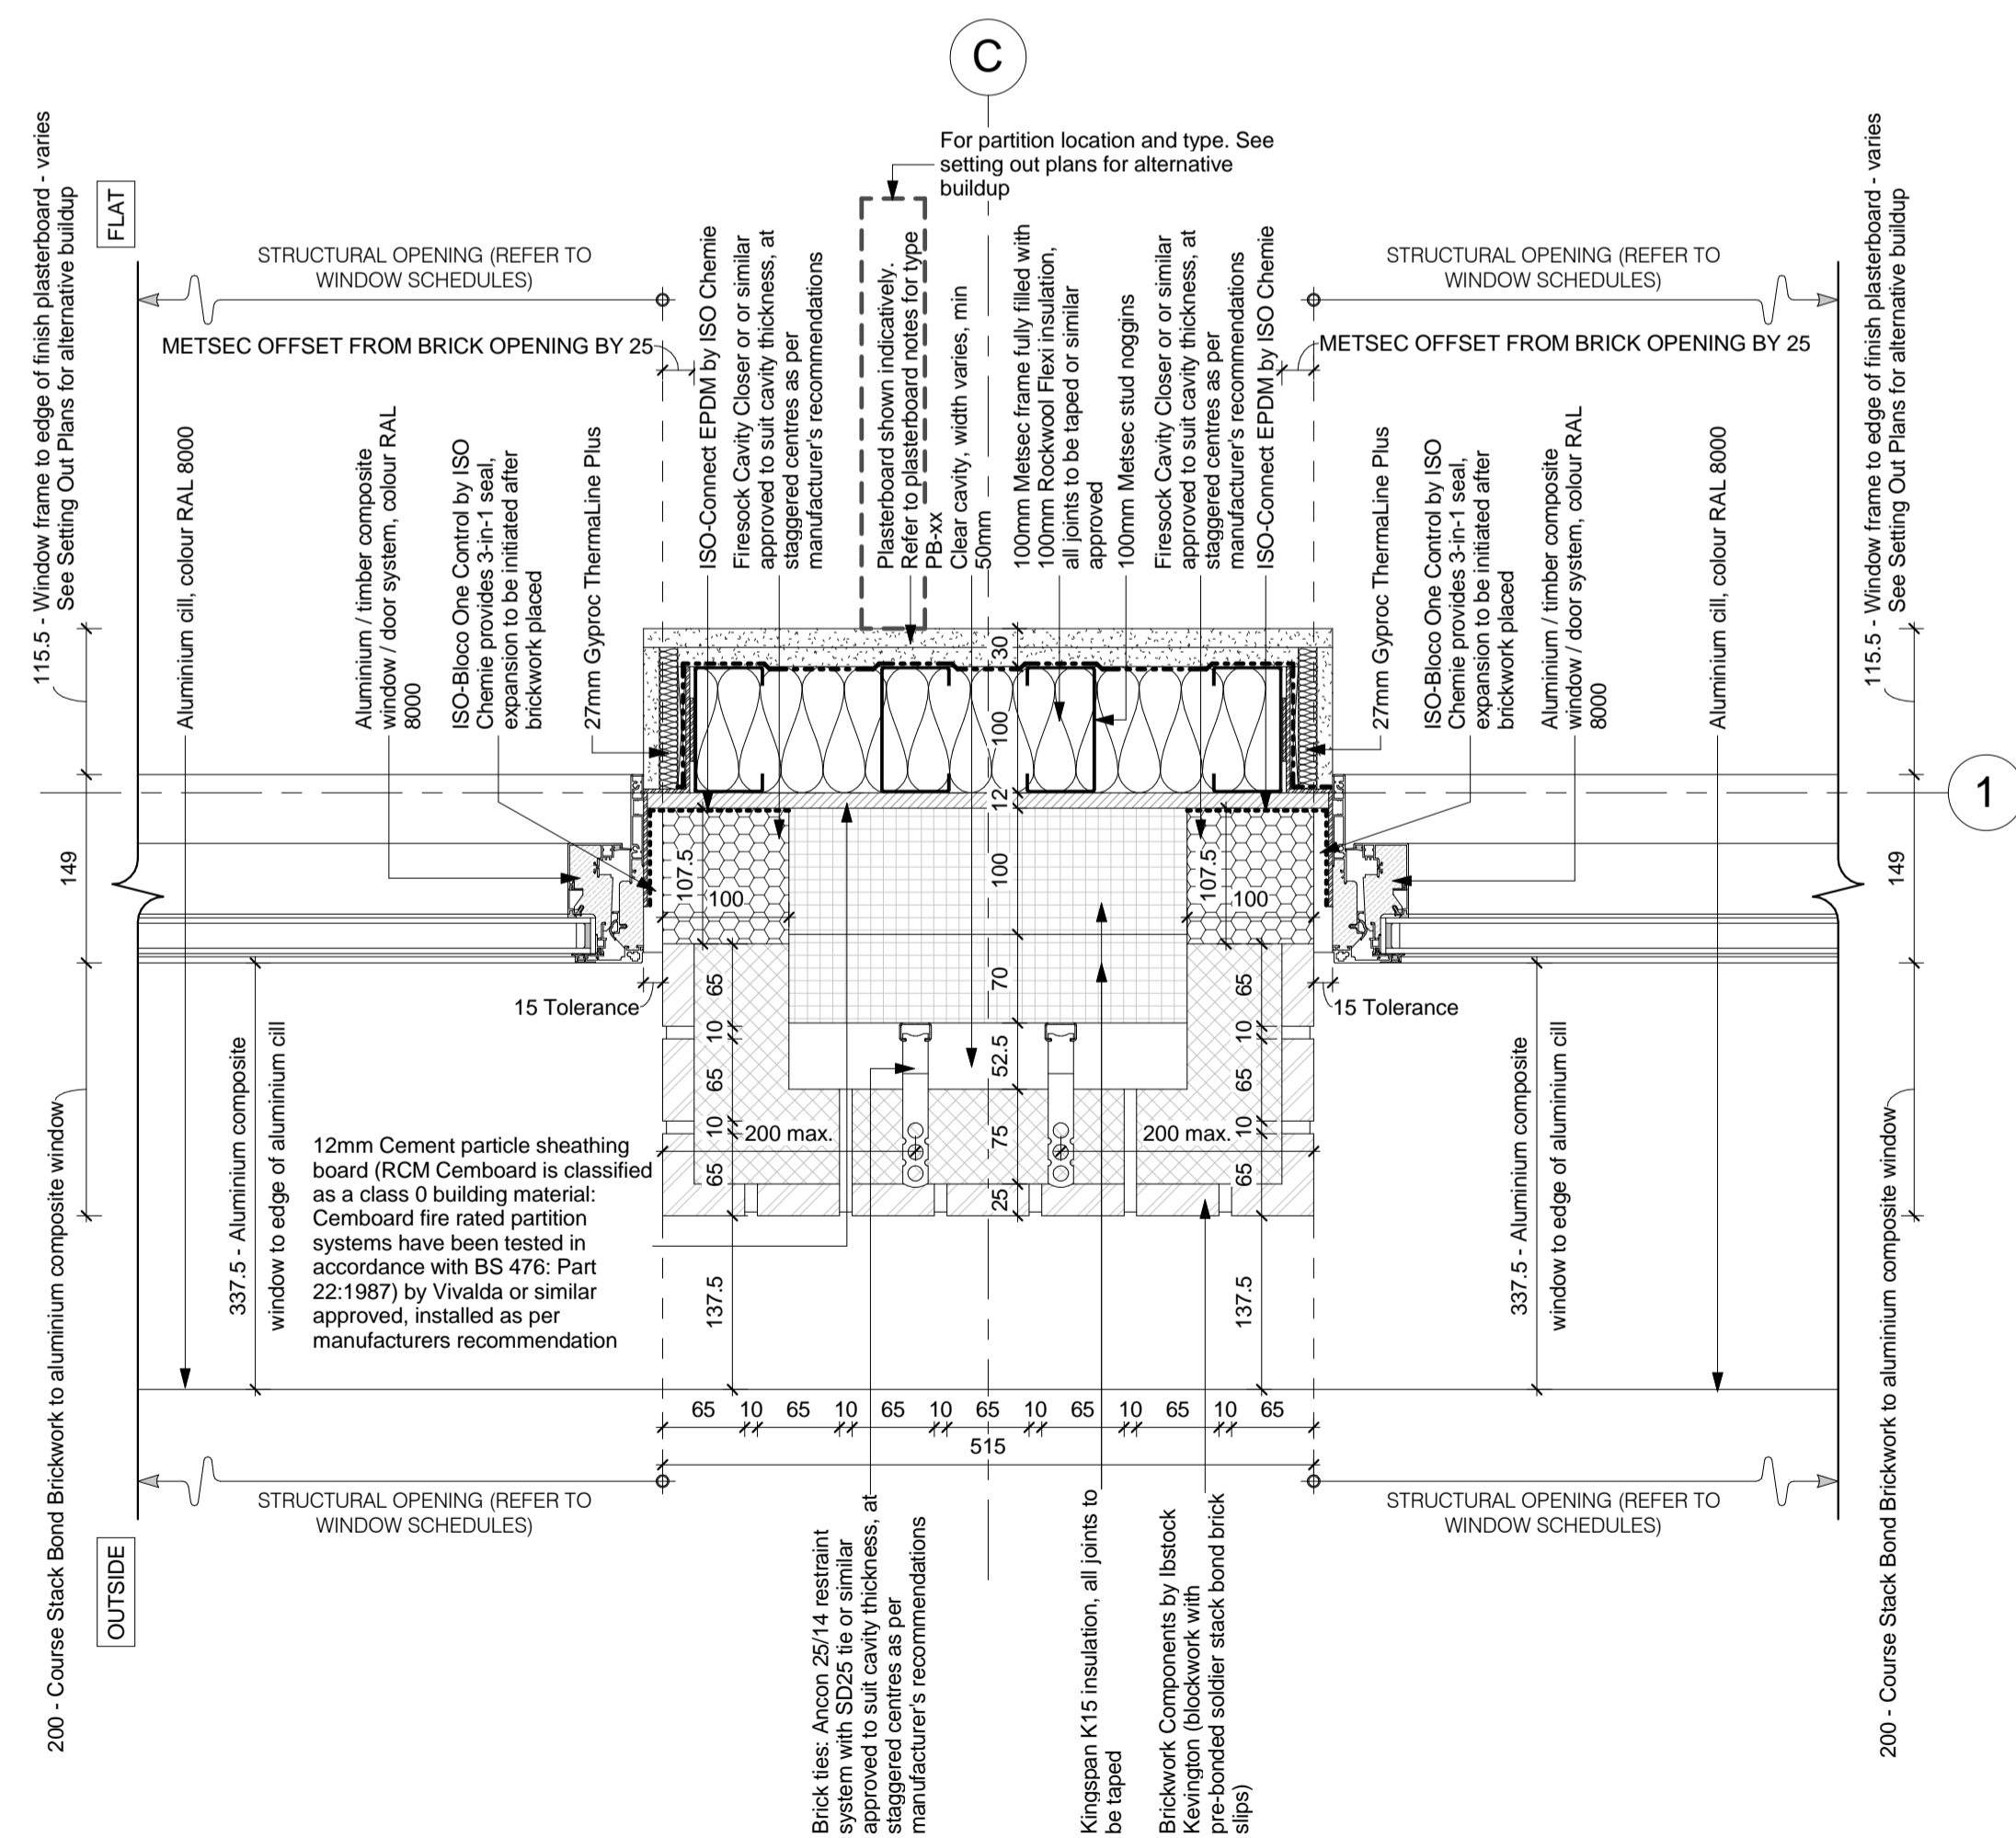 C
For partition location and type. See
setting out plans for alternative
buildup
115.5 - Window frame to edge of finish plasterboard - varies
See Setting Out Plans for alternative buildup
FLAT
STRUCTURAL OPENING (REFER TO
WINDOW SCHEDULES)
METSEC OFFSET FROM BRICK OPENING BY 25
Aluminium cill, colour RAL 8000
Aluminium / timber composite
window / door system, colour RAL
8000
ISO-Bloco One Control by ISO
Chemie provides 3-in-1 seal,
expansion to be initiated after
brickwork placed
27mm Gyproc ThermaLine Plus
ISO-Connect EPDM by ISO Chemie
Firesock Cavity Closer or or similar
approved to suit cavity thickness, at
staggered centres as per
manufacturer's recommendations
Plasterboard shown indicatively.
Refer to plasterboard notes for type
PB-xx
Clear cavity, width varies, min
50mm
100mm Metsec frame fully filled with
100mm Rockwool Flexi insulation,
all joints to be taped or similar
approved
100mm Metsec stud noggins
Firesock Cavity Closer or or similar
approved to suit cavity thickness, at
staggered centres as per
manufacturer's recommendations
ISO-Connect EPDM by ISO Chemie
STRUCTURAL OPENING (REFER TO
WINDOW SCHEDULES)
METSEC OFFSET FROM BRICK OPENING BY 25
27mm Gyproc ThermaLine Plus
ISO-Bloco One Control by ISO
Chemie provides 3-in-1 seal,
expansion to be initiated after
brickwork placed
Aluminium / timber composite
window / door system, colour RAL
8000
Aluminium cill, colour RAL 8000
115.5 - Window frame to edge of finish plasterboard - varies
See Setting Out Plans for alternative buildup
1
30
100
12
100
70
52.5
75
25
149
149
107.5
100
107.5
100
15 Tolerance
15 Tolerance
65
10
65
10
65
137.5
65
10
65
10
65
137.5
200 max.
200 max.
337.5 - Aluminium composite
window to edge of aluminium cill
12mm Cement particle sheathing
board (RCM Cemboard is classified
as a class 0 building material:
Cemboard fire rated partition
systems have been tested in
accordance with BS 476: Part
22:1987) by Vivalda or similar
approved, installed as per
manufacturers recommendation
337.5 - Aluminium composite
window to edge of aluminium cill
200 - Course Stack Bond Brickwork to aluminium composite window
200 - Course Stack Bond Brickwork to aluminium composite window
65 10 65 10 65 10 65 10 65 10 65 10 65
515
STRUCTURAL OPENING (REFER TO
WINDOW SCHEDULES)
STRUCTURAL OPENING (REFER TO
WINDOW SCHEDULES)
OUTSIDE
Brick ties: Ancon 25/14 restraint
system with SD25 tie or similar
approved to suit cavity thickness, at
staggered centres as per
manufacturer's recommendations
Kingspan K15 insulation, all joints to
be taped
Brickwork Components by Ibstock
Kevington (blockwork with
pre-bonded soldier stack bond brick
slips)